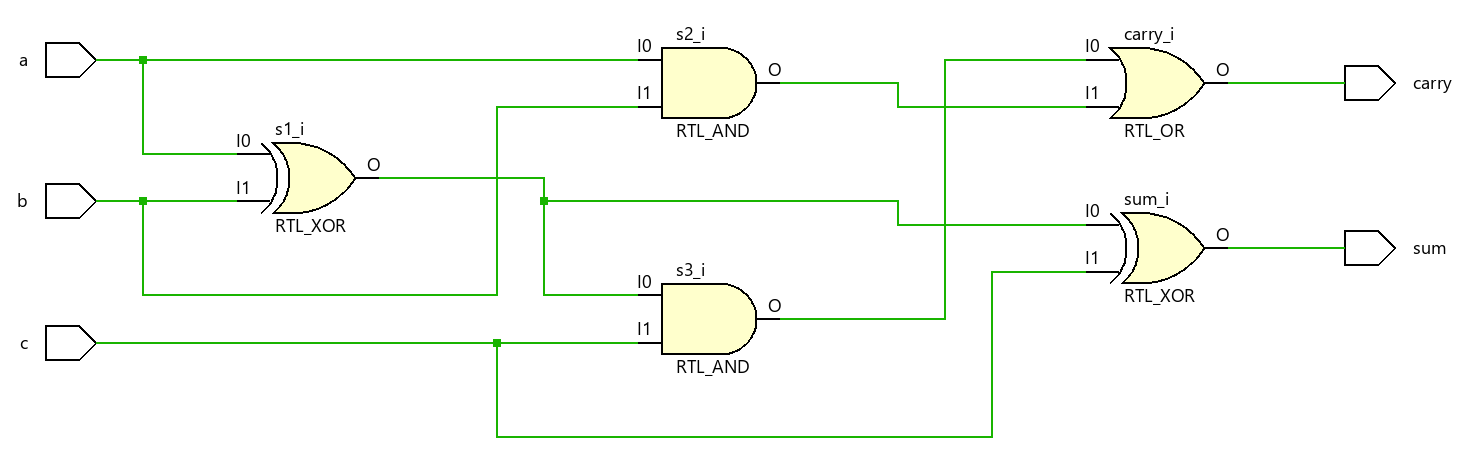 a
b
c
s1_i
I0
I1
O
RTL_XOR
s2_i
I0
I1
O
RTL_AND
s3_i
I0
I1
O
RTL_AND
carry_i
I0
I1
O
RTL_OR
carry
sum_i
I0
I1
O
RTL_XOR
sum